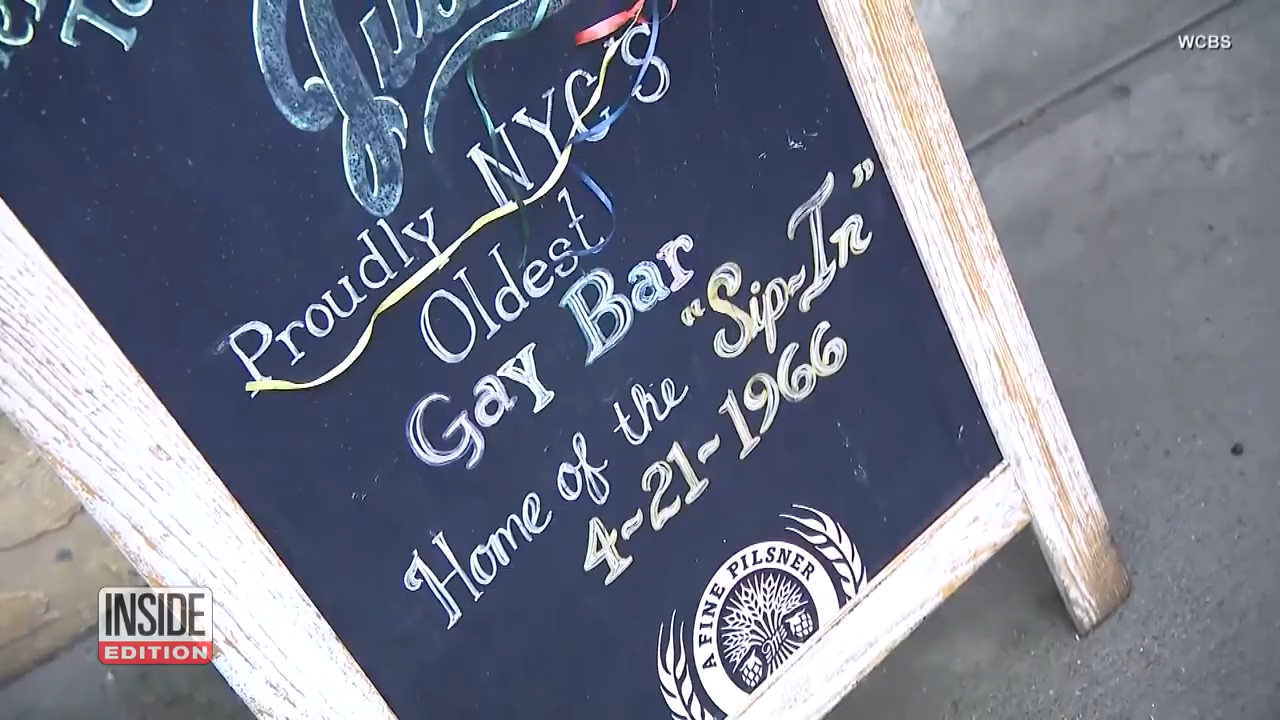 WCBS
Proudly NYC'S
Oldest
Gay Bar
Home of the "Sip-In"
4-21-1966
A FINE PILSNER
INSIDE
EDITION